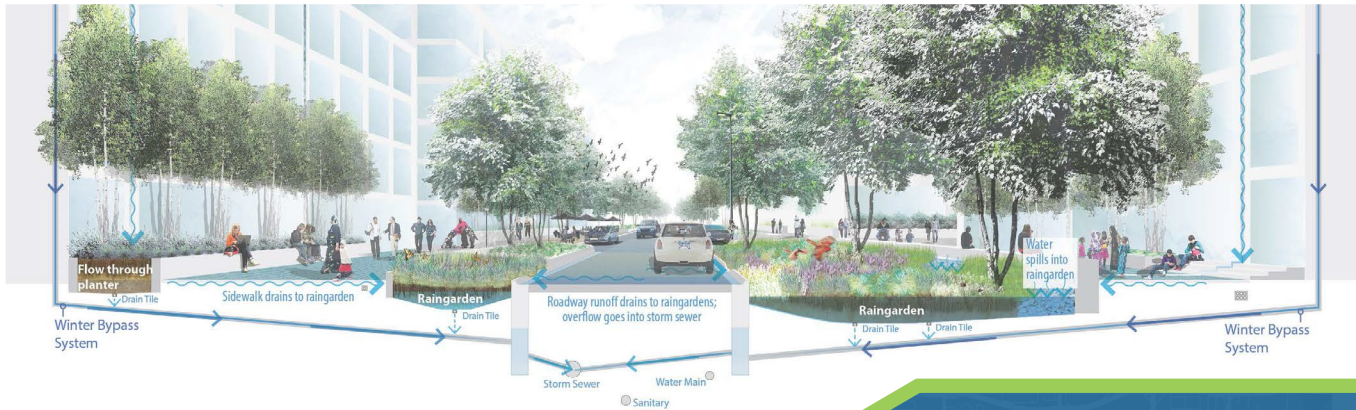 Flow through
planter
Drain Tile
Winter Bypass
System
Sidewalk drains to raingarden
Raingarden
Drain Tile
Roadway runoff drains to raingardens;
overflow goes into storm sewer
Storm Sewer
Water Main
Sanitary
Water
spills into
raingarden
Raingarden
Drain Tile
Drain Tile
Winter Bypass
System